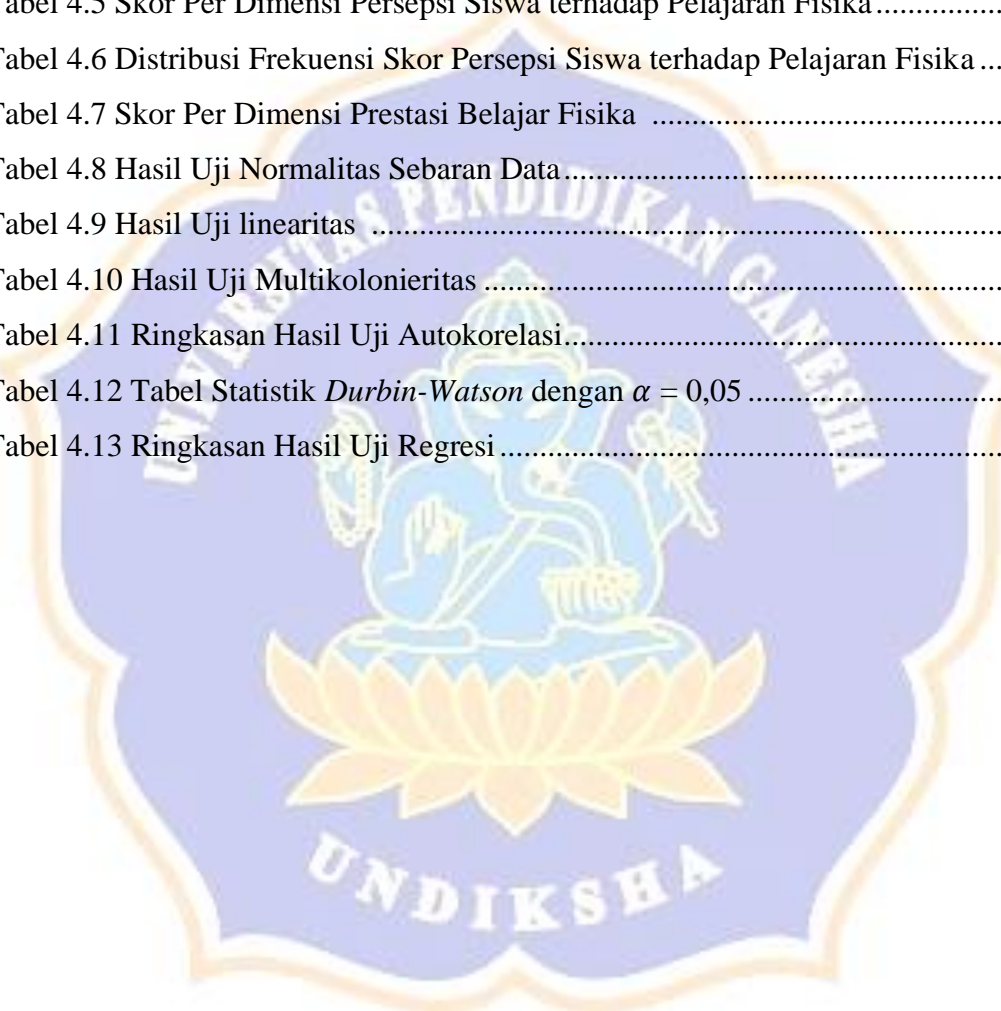 Tabel 4.5 Skor Per Dimensi Persepsi Siswa terhadap Pelajaran Fisika................
Tabel 4.6 Distribusi Frekuensi Skor Persepsi Siswa terhadap Pelajaran Fisika ...
Tabel 4.7 Skor Per Dimensi Prestasi Belajar Fisika ............................................
Tabel 4.8 Hasil Uji Normalitas Sebaran Data.......................................................
Tabel 4.9 Hasil Uji linearitas ................................................................................
Tabel 4.10 Hasil Uji Multikolonieritas ..................................................................
Tabel 4.11 Ringkasan Hasil Uji Autokorelasi.......................................................
Tabel 4.12 Tabel Statistik Durbin-Watson dengan 𝛼 = 0,05 ................................
Tabel 4.13 Ringkasan Hasil Uji Regresi................................................................
UNIVERSITAS PENDIDIKAN GANESHA
UNDIKSHA